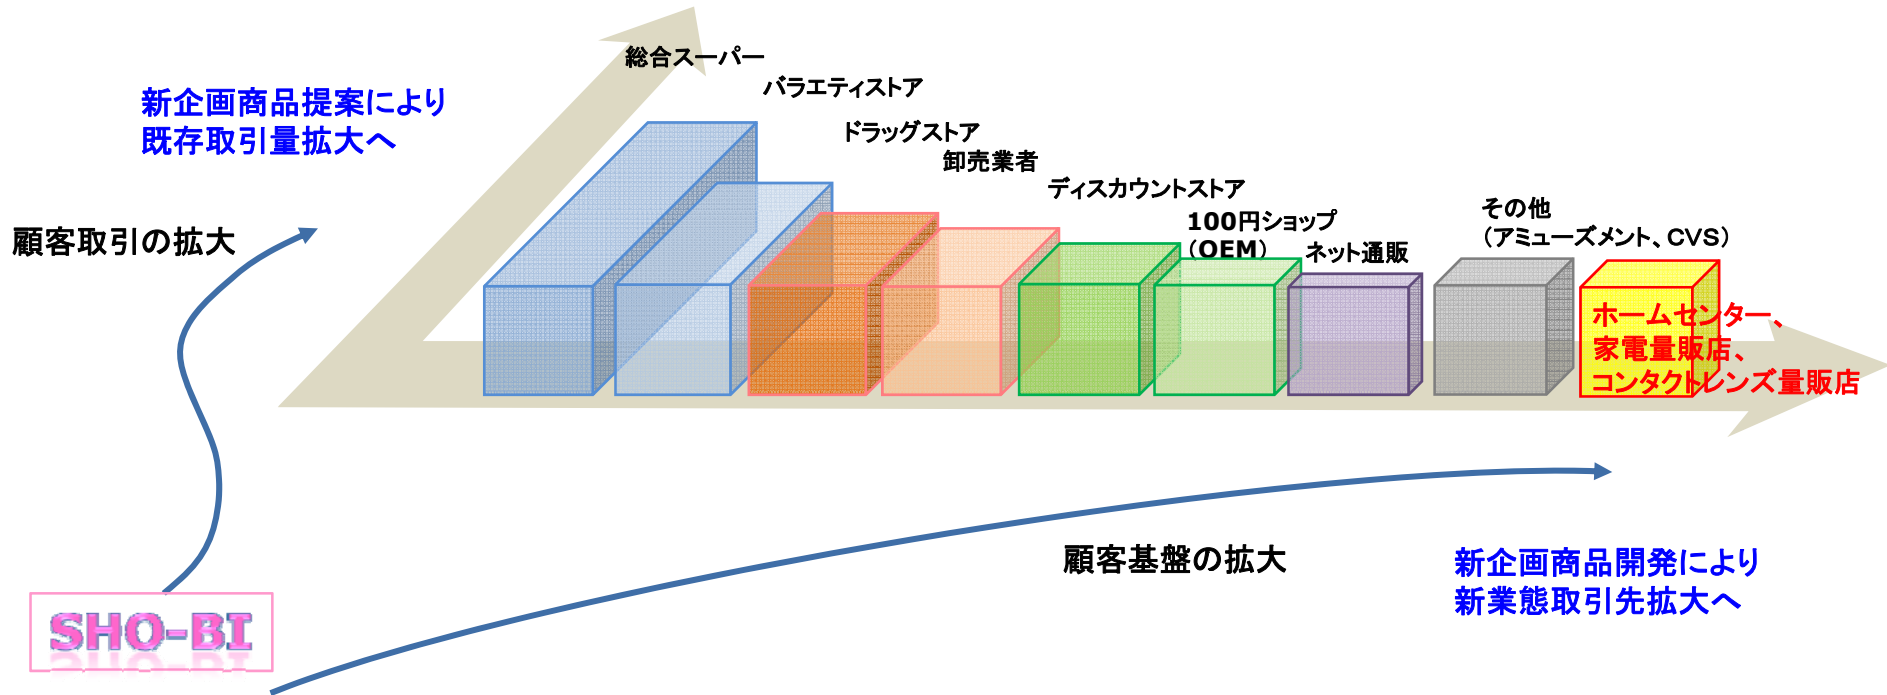 総合スーパー
バラエティストア
新企画商品提案により
既存取引量拡大へ
ドラッグストア
卸売業者
ディスカウントストア
100円ショップ
(OEM)
ネット通販
その他
(アミューズメント、CVS)
顧客取引の拡大
ホームセンター、
家電量販店、
コンタクトレンズ量販店
顧客基盤の拡大
新企画商品開発により
新業態取引先拡大へ
SHO-BI